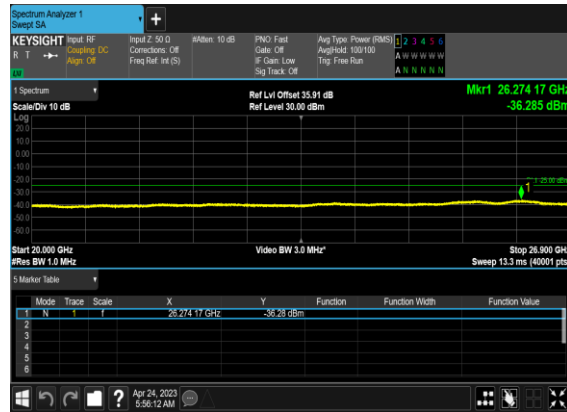 Spectrum Analyzer 1
Swept SA
+
KEYSIGHT Input: RF Input Z: 50 Ω #Atten: 10 dB PNO: Fast Avg Type: Power (RMS) 1 2 3 4 5 6
R T Coupling: DC Corrections: Off Gate: Off Avg|Hold: 100/100 A W W W W W
Align: Off Freq Ref: Int (S) IF Gain: Low Trig: Free Run
Sig Track: Off A N N N N N
1 Spectrum Ref Lvl Offset 35.91 dB Mkr1 26.274 17 GHz
Scale/Div 10 dB Ref Level 30.00 dBm -36.285 dBm
Log
20.0
10.0
0.00
-10.0
-20.0 -25.00 dBm
-30.0 1
-40.0
-50.0
-60.0
Start 20.000 GHz Video BW 3.0 MHz* Stop 26.900 GHz
#Res BW 1.0 MHz Sweep 13.3 ms (40001 pts
5 Marker Table
Mode Trace Scale X Y Function Function Width Function Value
1 N 1 f 26.274 17 GHz -36.28 dBm
2
3
4
5
6
? Apr 24, 2023
5:56:12 AM